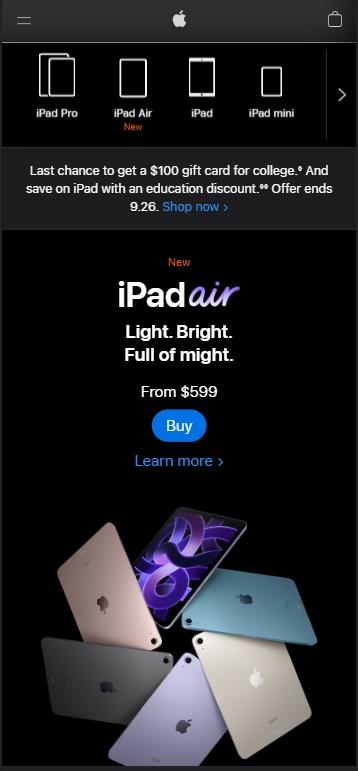 iPad Pro
iPad Air
New
iPad
iPad mini
Last chance to get a $100 gift card for college.◊ And
save on iPad with an education discount.◊◊ Offer ends
9.26. Shop now >
New
iPad air
Light. Bright.
Full of might.
From $599
Buy
Learn more >